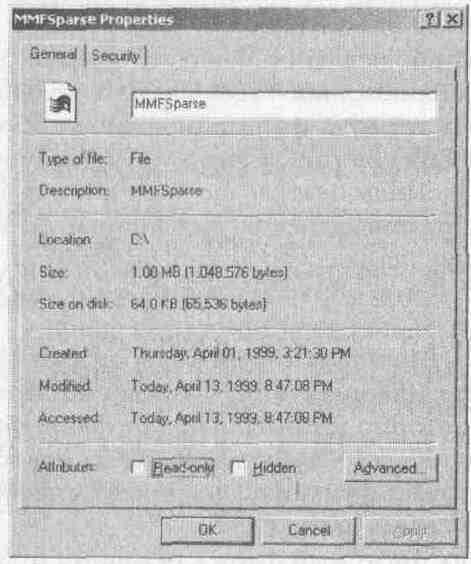 MMFSparse Properties
General Security
MMFSparse
Type of file: File
Description: MMFSparse
Location: C:\
Size: 1.00 MB (1,048,576 bytes)
Size on disk: 64.0 KB (65,536 bytes)
Created: Thursday, April 01, 1999, 3:21:30 PM
Modified: Today, April 13, 1999, 8:47:08 PM
Accessed: Today, April 13, 1999, 8:47:08 PM
Attributes: Read-only Hidden Advanced...
OK Cancel Apply